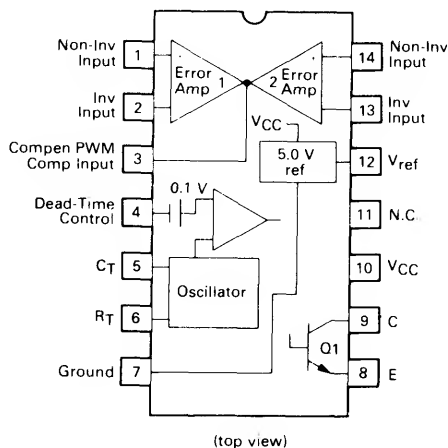 Non-Inv
Input
1
Inv
Input
2
Compen PWM
Comp Input
3
Dead-Time
Control
4
CT
5
RT
6
Ground
7
Error
Amp 1
2 Error
Amp
VCC
5.0 V
ref
0.1 V
Oscillator
Q1
14
Non-Inv
Input
13
Inv
Input
12
Vref
11
N.C.
10
VCC
9
C
8
E
(top view)